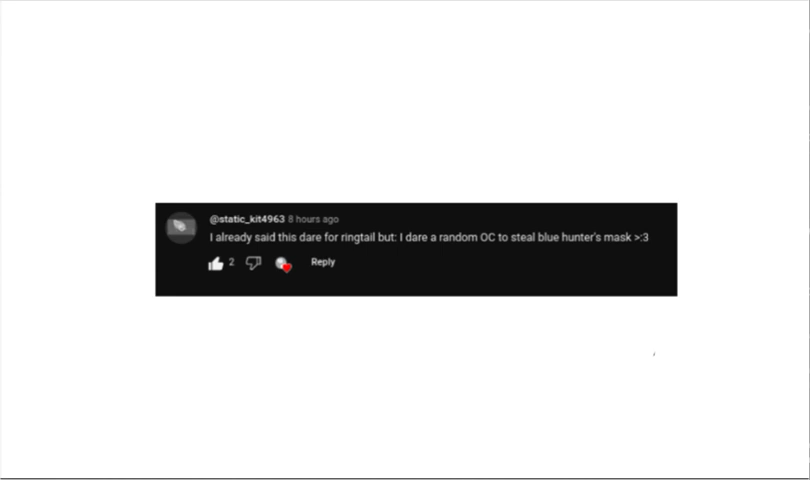 @static_kit4963 8 hours ago
I already said this dare for ringtail but: I dare a random OC to steal blue hunter's mask >:3
2 Reply